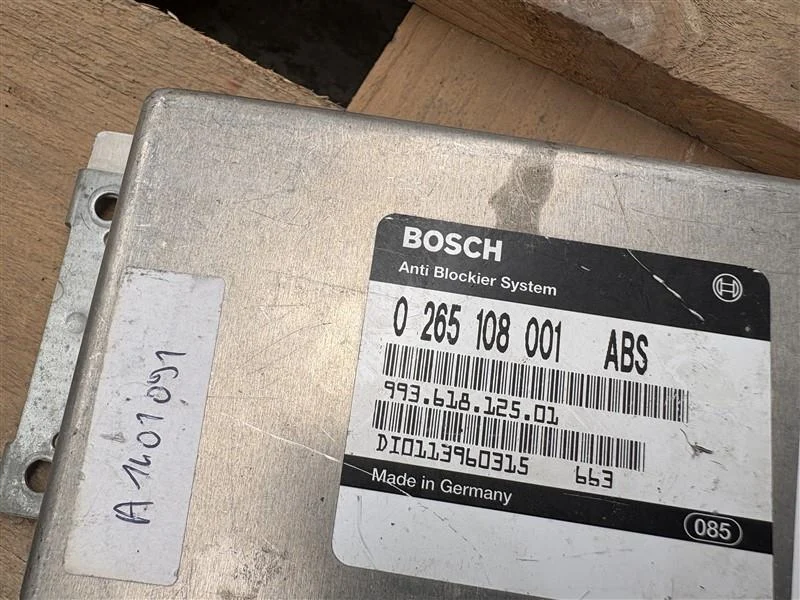 BOSCH
Anti Blockier System
0 265 108 001 ABS
993.618.125.01
DI0113960315 663
Made in Germany
085
A1401091